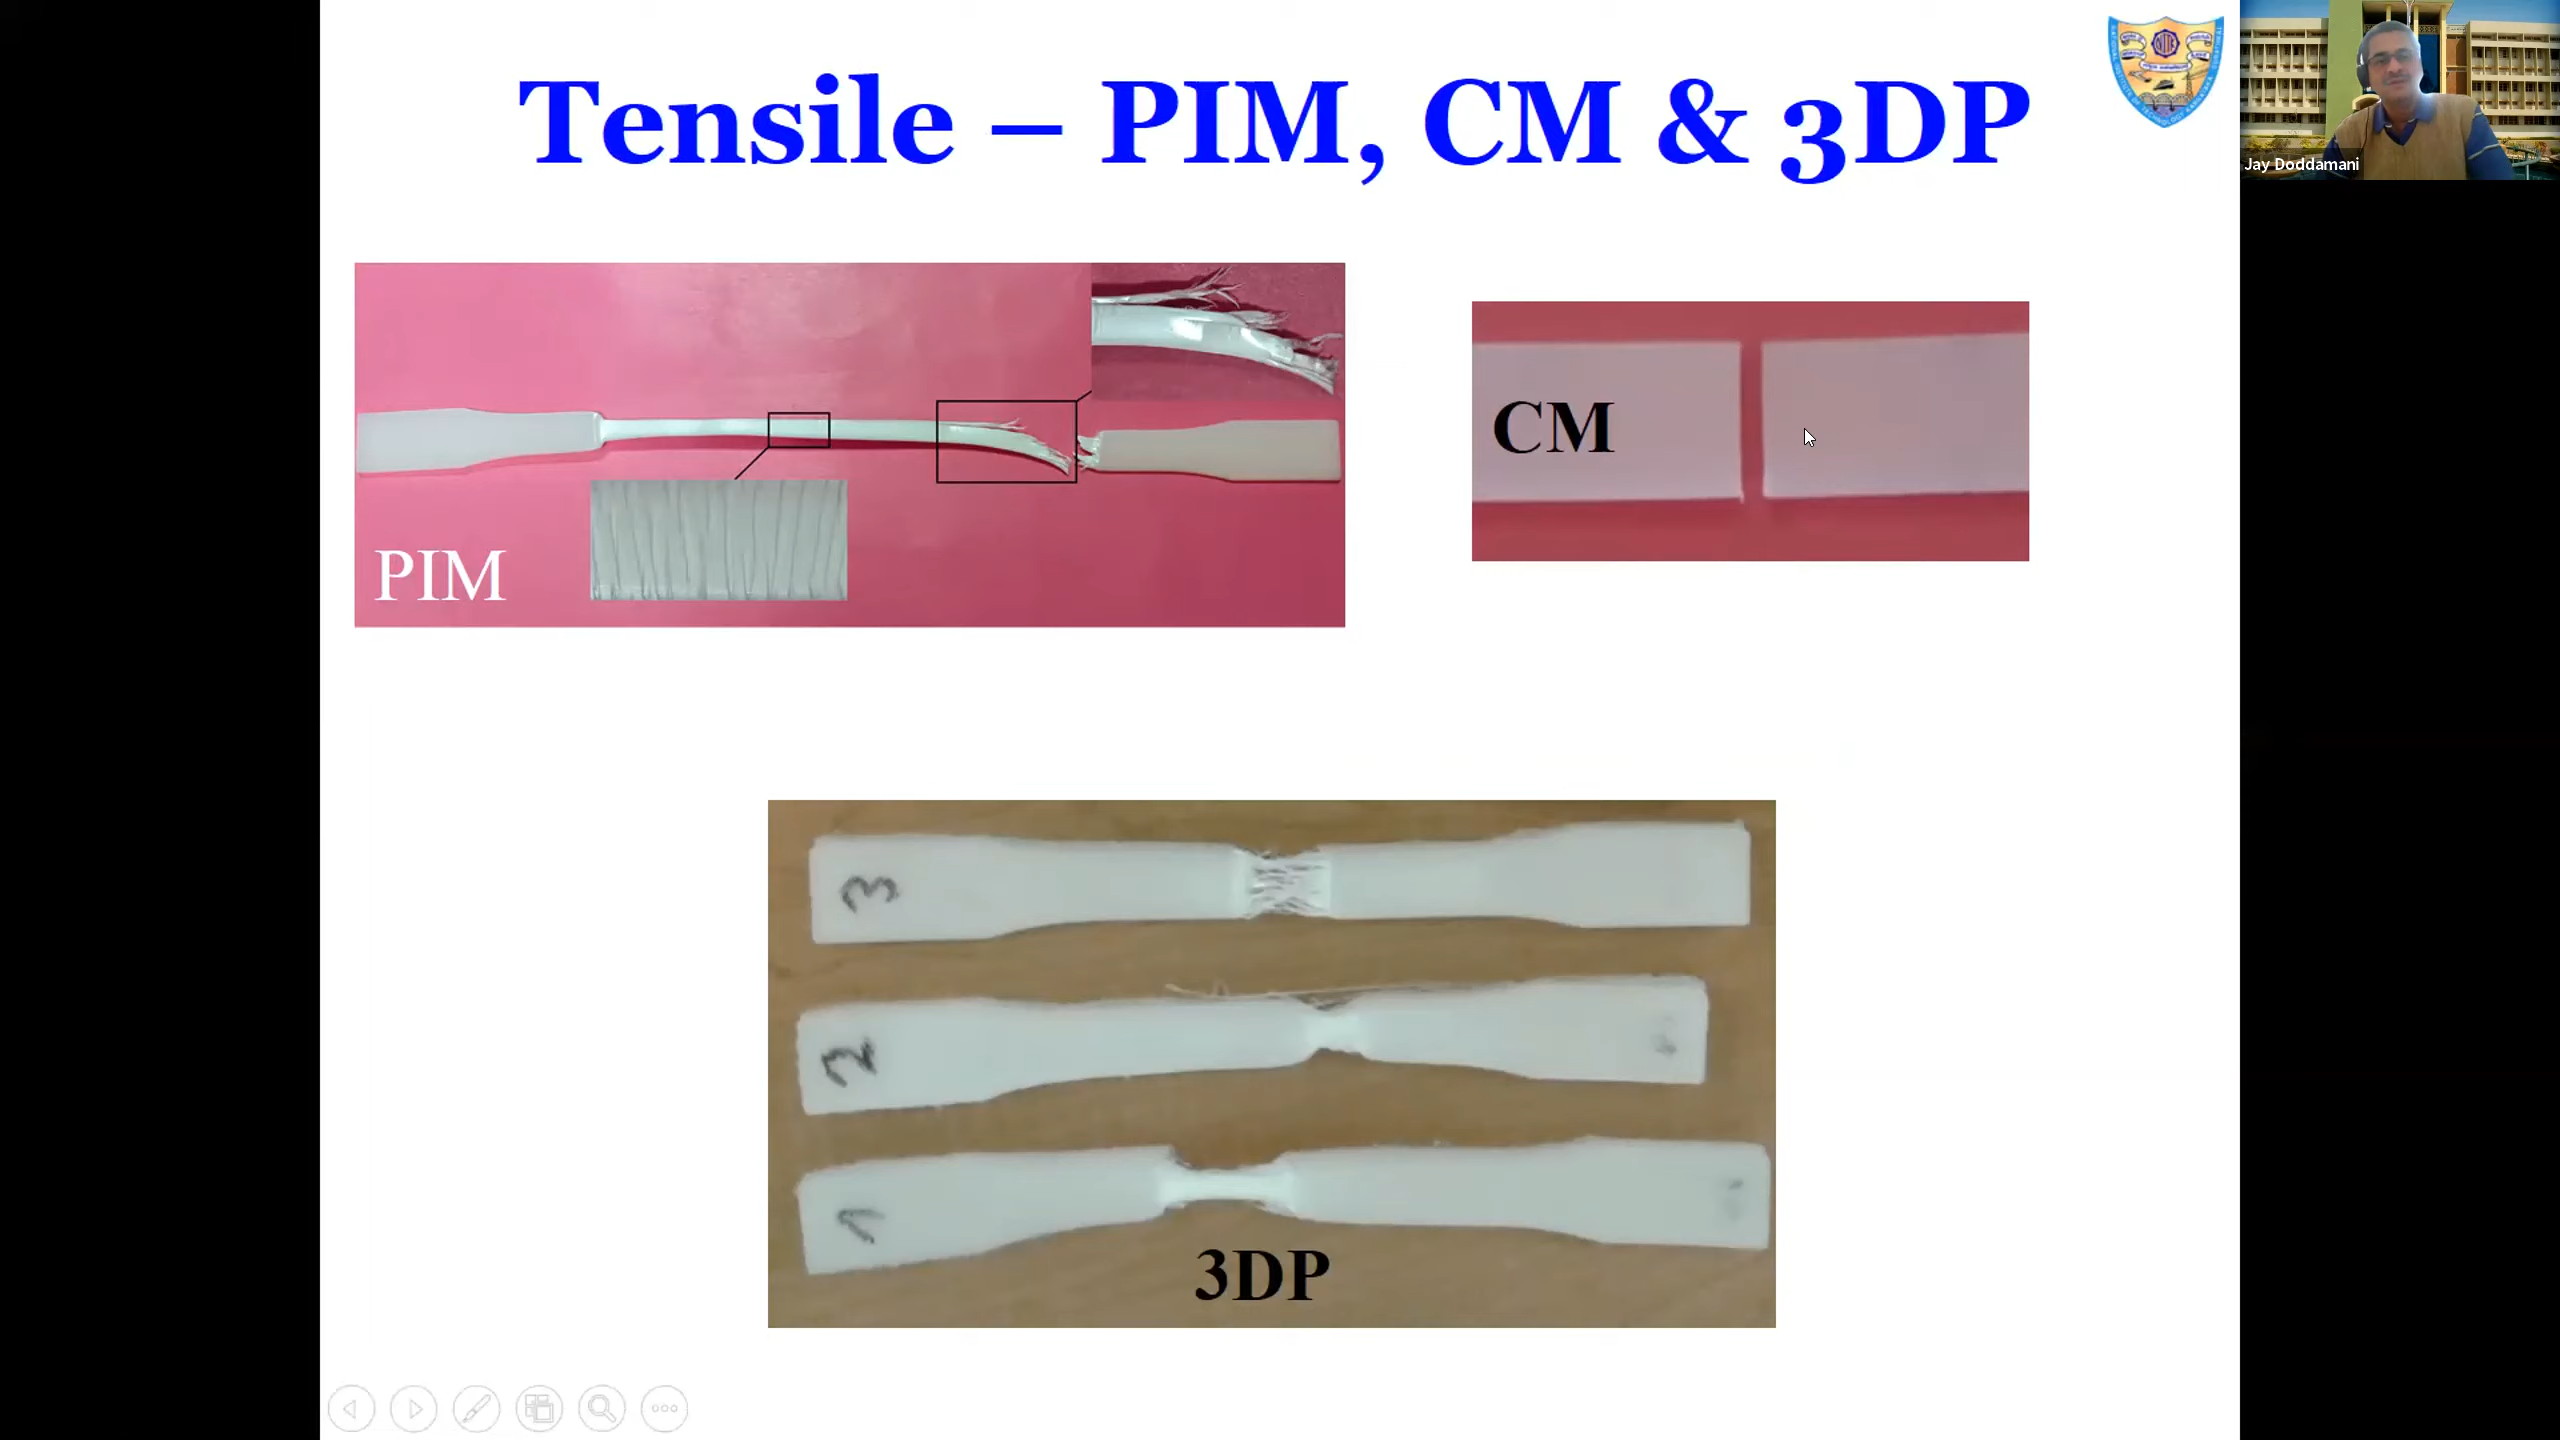 Tensile – PIM, CM & 3DP
Jay Doddamani
PIM
CM
3
2
1
3DP